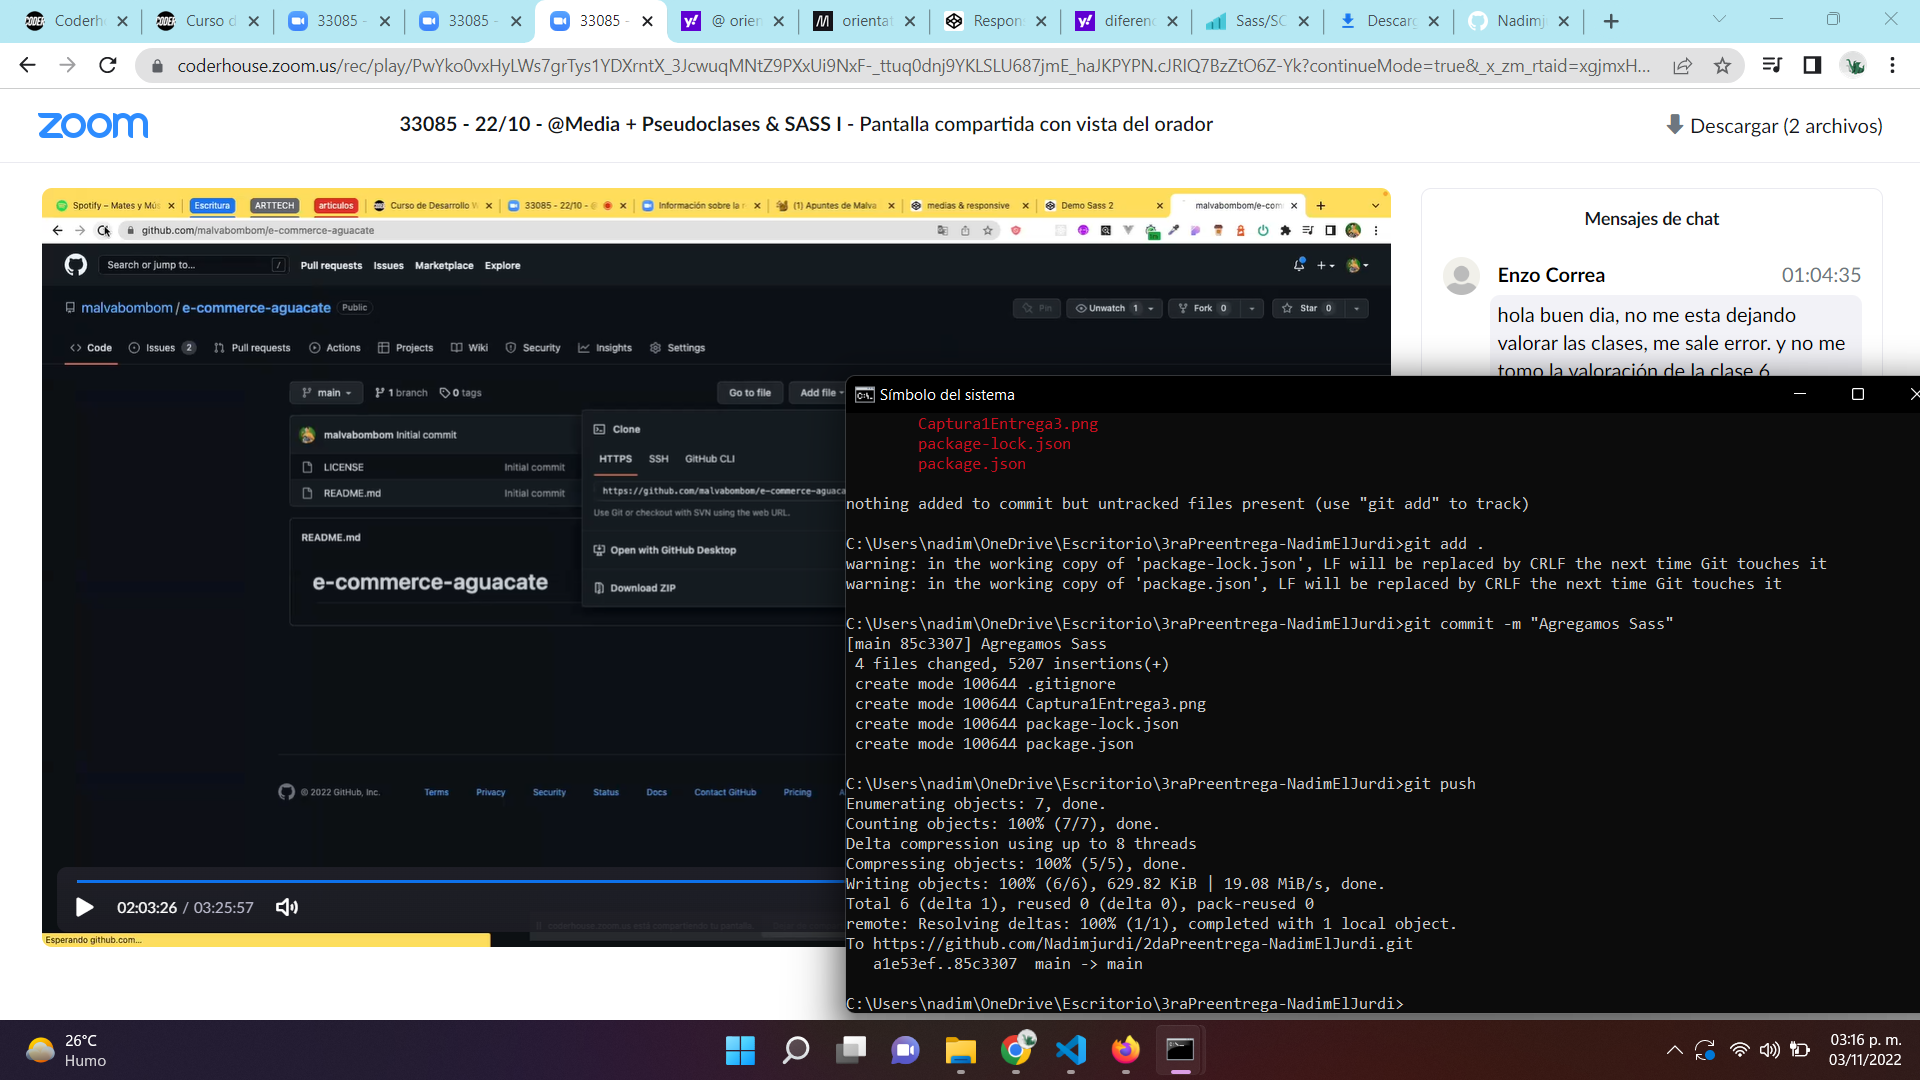 Coderh
Curso d
33085 -
33085 -
33085 -
@ orien
orientat
Respon
diferenc
Sass/SC
Descarg
Nadimj
coderhouse.zoom.us/rec/play/PwYko0vxHyLWs7grTys1YDXrntX_3JcwuqMNtZ9PXxUi9NxF-_ttuq0dnj9YKLSLU687jmE_haJKPYPN.cJRIQ7BzZtO6Z-Yk?continueMode=true&_x_zm_rtaid=xgjmxH...
zoom
33085 - 22/10 - @Media + Pseudoclases & SASS I - Pantalla compartida con vista del orador
Descargar (2 archivos)
Spotify – Mates y Mú
Escritura
ARTTECH
articulos
Curso de Desarrollo W
33085 - 22/10 -
Información sobre la r
(1) Apuntes de Malva
medias & responsive
Demo Sass 2
malvabombom/e-com
github.com/malvabombom/e-commerce-aguacate
Search or jump to...
/
Pull requests
Issues
Marketplace
Explore
malvabombom / e-commerce-aguacate
Public
Pin
Unwatch 1
Fork 0
Star 0
Code
Issues 2
Pull requests
Actions
Projects
Wiki
Security
Insights
Settings
main
1 branch
0 tags
Go to file
Add file
malvabombom Initial commit
LICENSE
Initial commit
README.md
Initial commit
README.md
e-commerce-aguacate
Clone
HTTPS
SSH
GitHub CLI
https://github.com/malvabombom/e-commerce-aguaca
Use Git or checkout with SVN using the web URL.
Open with GitHub Desktop
Download ZIP
© 2022 GitHub, Inc.
Terms
Privacy
Security
Status
Docs
Contact GitHub
Pricing
02:03:26 / 03:25:57
Esperando github.com...
Mensajes de chat
Enzo Correa
01:04:35
hola buen dia, no me esta dejando
valorar las clases, me sale error. y no me
tomo la valoración de la clase 6
Símbolo del sistema
Captura1Entrega3.png
package-lock.json
package.json
nothing added to commit but untracked files present (use "git add" to track)
C:\Users\nadim\OneDrive\Escritorio\3raPreentrega-NadimElJurdi>git add .
warning: in the working copy of 'package-lock.json', LF will be replaced by CRLF the next time Git touches it
warning: in the working copy of 'package.json', LF will be replaced by CRLF the next time Git touches it
C:\Users\nadim\OneDrive\Escritorio\3raPreentrega-NadimElJurdi>git commit -m "Agregamos Sass"
[main 85c3307] Agregamos Sass
4 files changed, 5207 insertions(+)
create mode 100644 .gitignore
create mode 100644 Captura1Entrega3.png
create mode 100644 package-lock.json
create mode 100644 package.json
C:\Users\nadim\OneDrive\Escritorio\3raPreentrega-NadimElJurdi>git push
Enumerating objects: 7, done.
Counting objects: 100% (7/7), done.
Delta compression using up to 8 threads
Compressing objects: 100% (5/5), done.
Writing objects: 100% (6/6), 629.82 KiB | 19.08 MiB/s, done.
Total 6 (delta 1), reused 0 (delta 0), pack-reused 0
remote: Resolving deltas: 100% (1/1), completed with 1 local object.
To https://github.com/Nadimjurdi/2daPreentrega-NadimElJurdi.git
a1e53ef..85c3307  main -> main
C:\Users\nadim\OneDrive\Escritorio\3raPreentrega-NadimElJurdi>
26°C
Humo
03:16 p. m.
03/11/2022